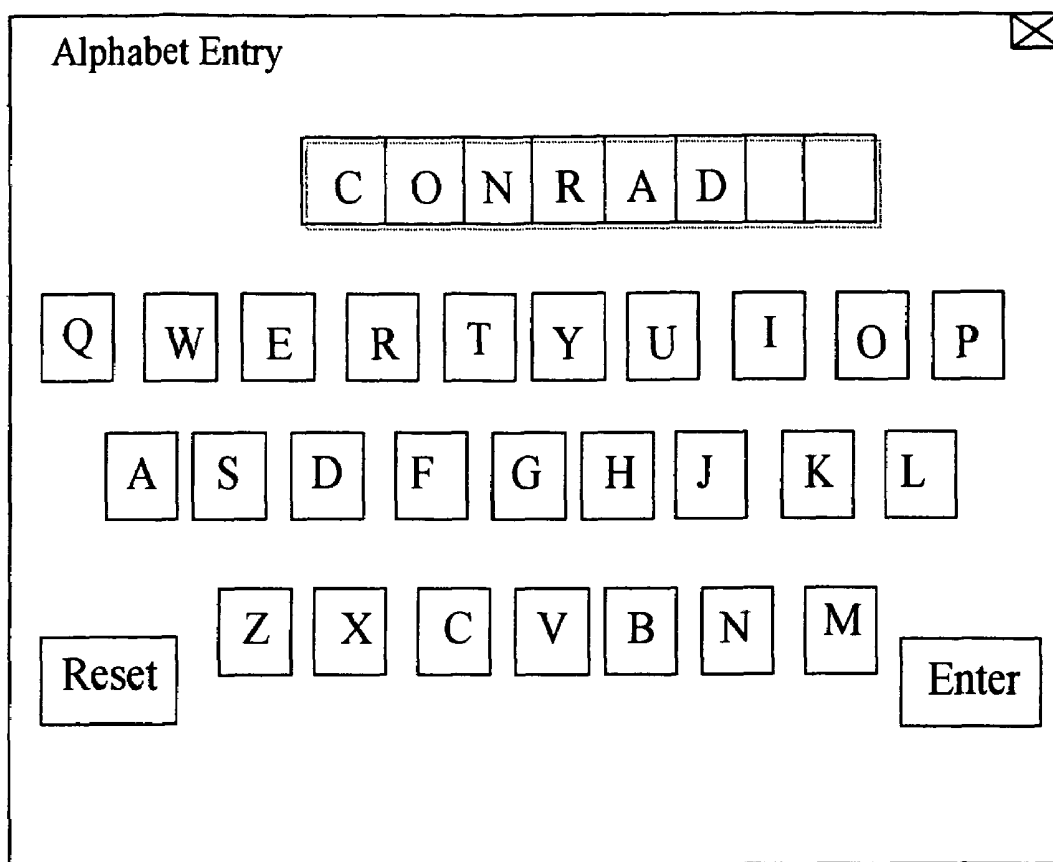 Alphabet Entry
C O N R A D
Q W E R T Y U I O P
A S D F G H J K L
Z X C V B N M
Reset Enter